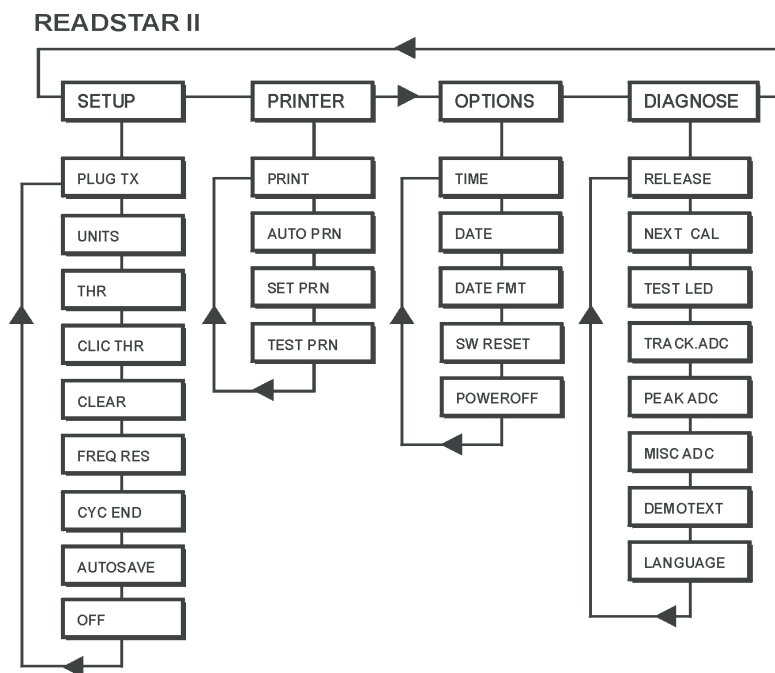 READSTAR II
SETUP
PRINTER
OPTIONS
DIAGNOSE
PLUG TX
UNITS
THR
CLIC THR
CLEAR
FREQ RES
CYC END
AUTOSAVE
OFF
PRINT
AUTO PRN
SET PRN
TEST PRN
TIME
DATE
DATE FMT
SW RESET
POWEROFF
RELEASE
NEXT CAL
TEST LED
TRACK.ADC
PEAK ADC
MISC ADC
DEMOTEXT
LANGUAGE